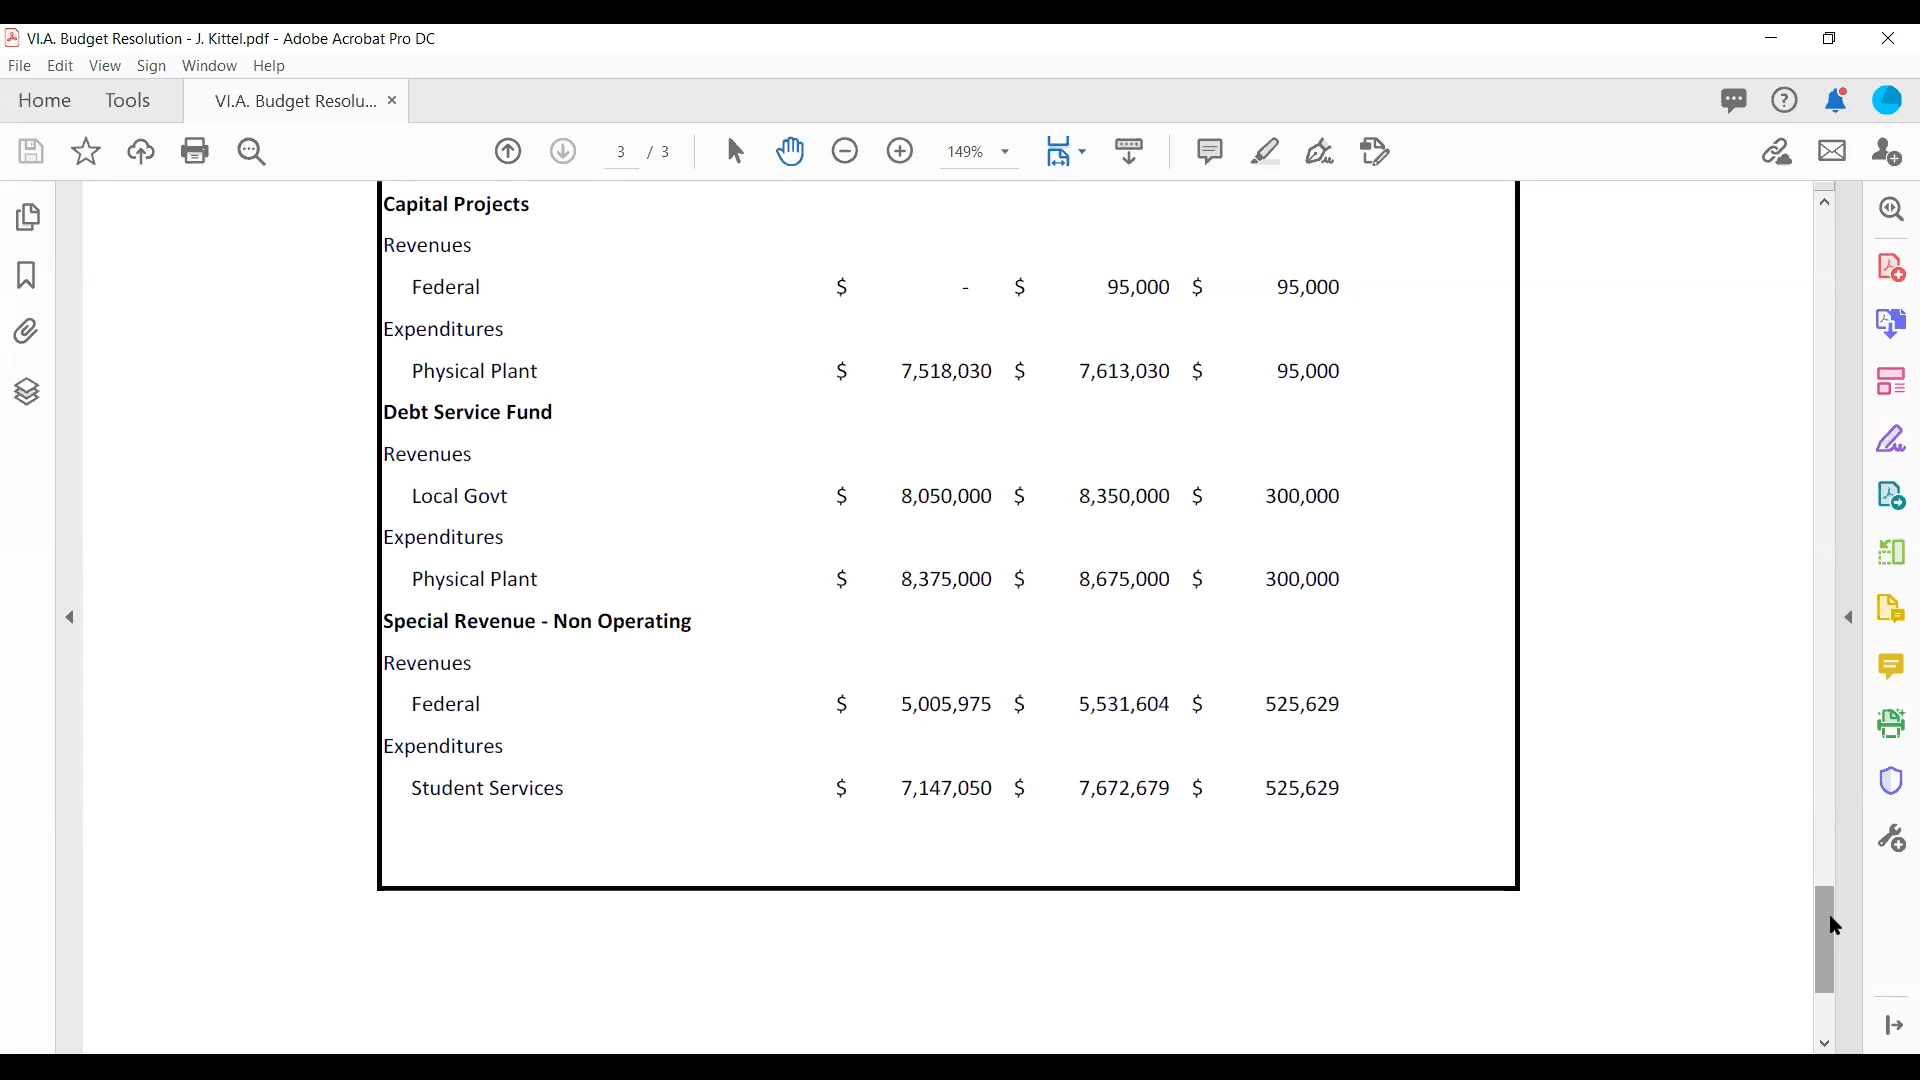 VI.A. Budget Resolution - J. Kittel.pdf - Adobe Acrobat Pro DC
File Edit View Sign Window Help
Home Tools VI.A. Budget Resolu... ×
3 / 3 149%
Capital Projects
Revenues
Federal $ - $ 95,000 $ 95,000
Expenditures
Physical Plant $ 7,518,030 $ 7,613,030 $ 95,000
Debt Service Fund
Revenues
Local Govt $ 8,050,000 $ 8,350,000 $ 300,000
Expenditures
Physical Plant $ 8,375,000 $ 8,675,000 $ 300,000
Special Revenue - Non Operating
Revenues
Federal $ 5,005,975 $ 5,531,604 $ 525,629
Expenditures
Student Services $ 7,147,050 $ 7,672,679 $ 525,629